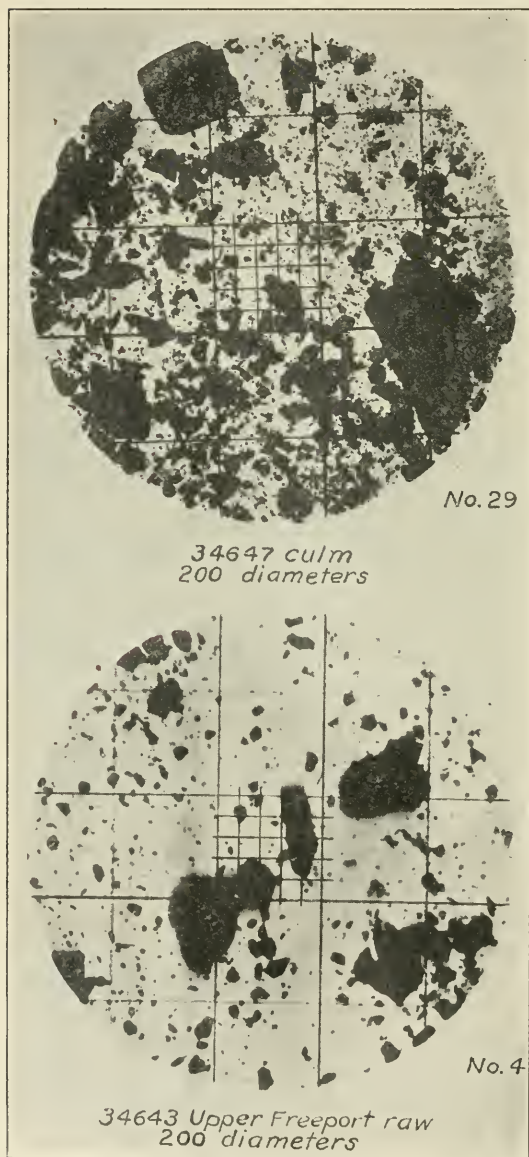 No. 29
34647 culm
200 diameters
No. 4
34643 Upper Freeport raw
200 diameters